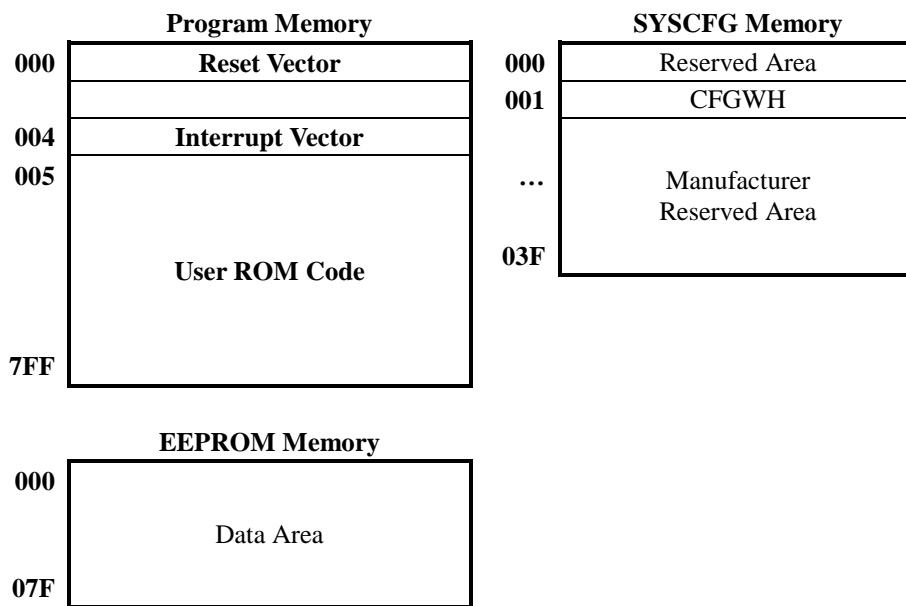 Program Memory
000 Reset Vector
004 Interrupt Vector
005
User ROM Code
7FF
SYSCFG Memory
000 Reserved Area
001 CFGWH
… Manufacturer
Reserved Area
03F
EEPROM Memory
000
Data Area
07F